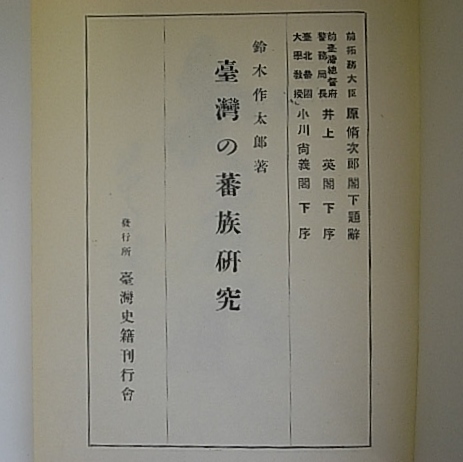 前拓務大臣 原脩次郎閣下題辭
前臺灣總督府警務局長 井上英閣下序
臺北帝國大學教授 小川尙義閣下序
鈴木作太郎著
臺灣の蕃族硏究
發行所 臺灣史籍刊行會